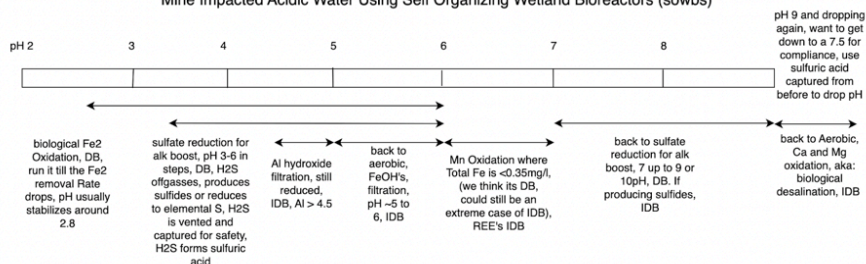 Mine Impacted Acidic Water Using Self Organizing Wetland Bioreactors (sowbs)
pH 2
3
4
5
6
7
8
pH 9 and dropping
again, want to get
down to a 7.5 for
compliance, use
sulfuric acid
captured from
before to drop pH
biological Fe2
Oxidation, DB,
run it till the Fe2
removal Rate
drops, pH usually
stabilizes around
2.8
sulfate reduction for
alk boost, pH 3-6 in
steps, DB, H2S
offgasses, produces
sulfides or reduces
to elemental S, H2S
is vented and
captured for safety,
H2S forms sulfuric
acid
Al hydroxide
filtration, still
reduced,
IDB, Al > 4.5
back to
aerobic,
FeOH's,
filtration,
pH ~5 to
6, IDB
Mn Oxidation where
Total Fe is <0.35mg/l,
(we think its DB,
could still be an
extreme case of IDB),
REE's IDB
back to sulfate
reduction for alk
boost, 7 up to 9 or
10pH, DB. If
producing sulfides,
IDB
back to Aerobic,
Ca and Mg
oxidation, aka:
biological
desalination, IDB